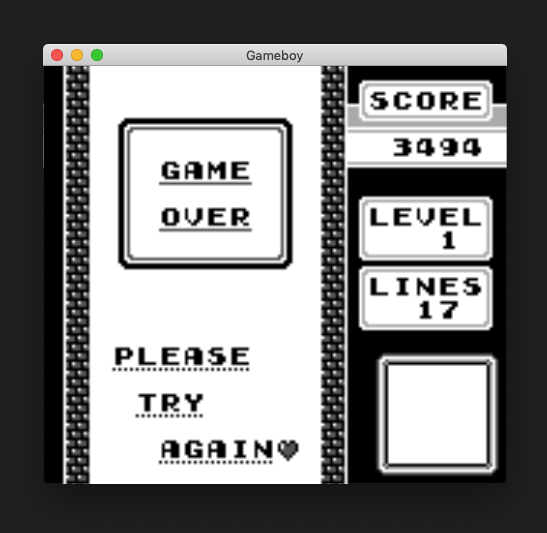 Gameboy
SCORE
3494
GAME
OVER
LEVEL
1
LINES
17
PLEASE
TRY
AGAIN♥